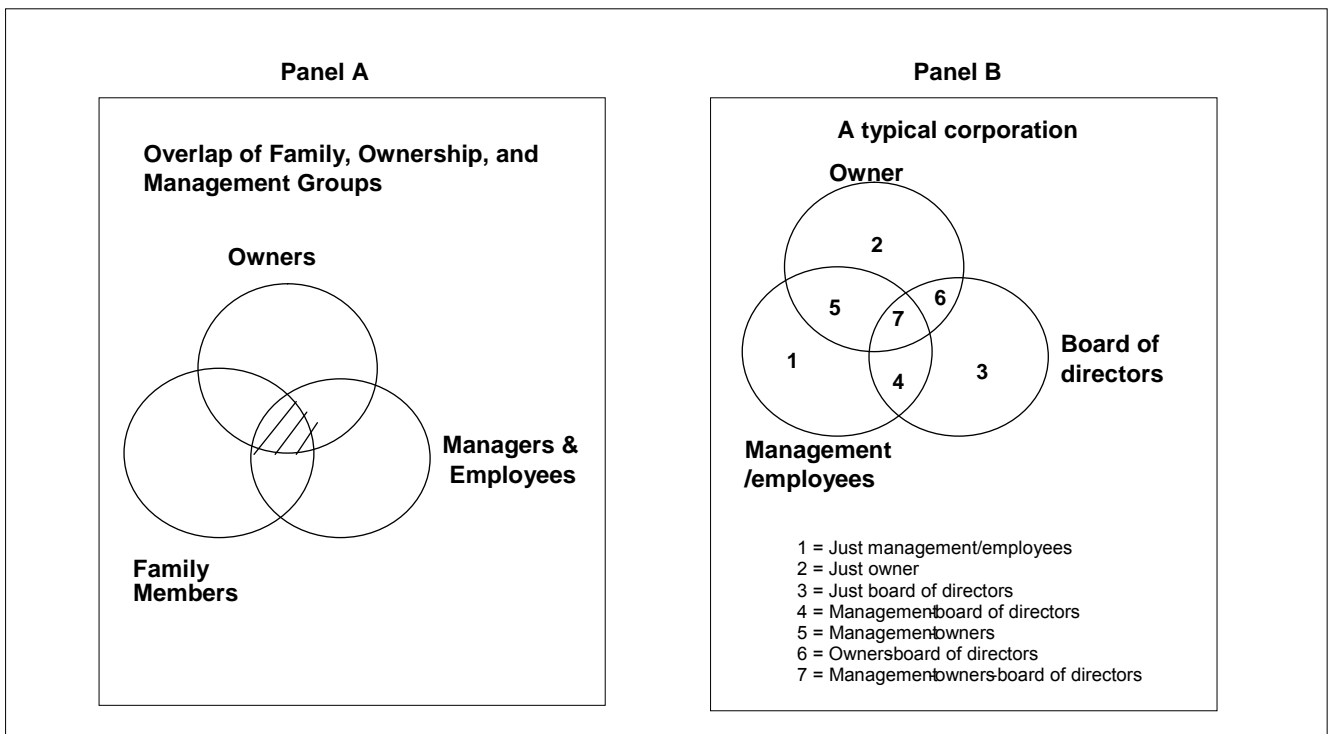 Panel A
Overlap of Family, Ownership, and
Management Groups
Owners
Managers &
Employees
Family
Members
Panel B
A typical corporation
Owner
2
5
7
6
1
4
3
Board of
directors
Management
/employees
1 = Just management/employees
2 = Just owner
3 = Just board of directors
4 = Management-board of directors
5 = Management-owners
6 = Owners-board of directors
7 = Management-owners-board of directors